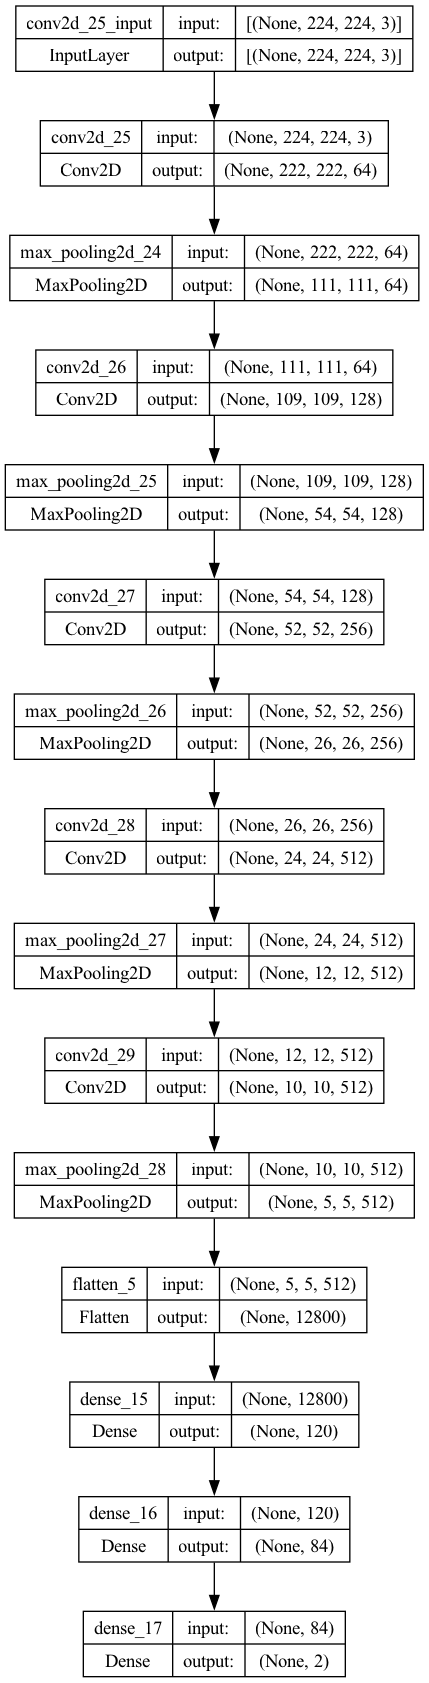 conv2d_25_input input: [(None, 224, 224, 3)]
InputLayer output: [(None, 224, 224, 3)]
conv2d_25 input: (None, 224, 224, 3)
Conv2D output: (None, 222, 222, 64)
max_pooling2d_24 input: (None, 222, 222, 64)
MaxPooling2D output: (None, 111, 111, 64)
conv2d_26 input: (None, 111, 111, 64)
Conv2D output: (None, 109, 109, 128)
max_pooling2d_25 input: (None, 109, 109, 128)
MaxPooling2D output: (None, 54, 54, 128)
conv2d_27 input: (None, 54, 54, 128)
Conv2D output: (None, 52, 52, 256)
max_pooling2d_26 input: (None, 52, 52, 256)
MaxPooling2D output: (None, 26, 26, 256)
conv2d_28 input: (None, 26, 26, 256)
Conv2D output: (None, 24, 24, 512)
max_pooling2d_27 input: (None, 24, 24, 512)
MaxPooling2D output: (None, 12, 12, 512)
conv2d_29 input: (None, 12, 12, 512)
Conv2D output: (None, 10, 10, 512)
max_pooling2d_28 input: (None, 10, 10, 512)
MaxPooling2D output: (None, 5, 5, 512)
flatten_5 input: (None, 5, 5, 512)
Flatten output: (None, 12800)
dense_15 input: (None, 12800)
Dense output: (None, 120)
dense_16 input: (None, 120)
Dense output: (None, 84)
dense_17 input: (None, 84)
Dense output: (None, 2)